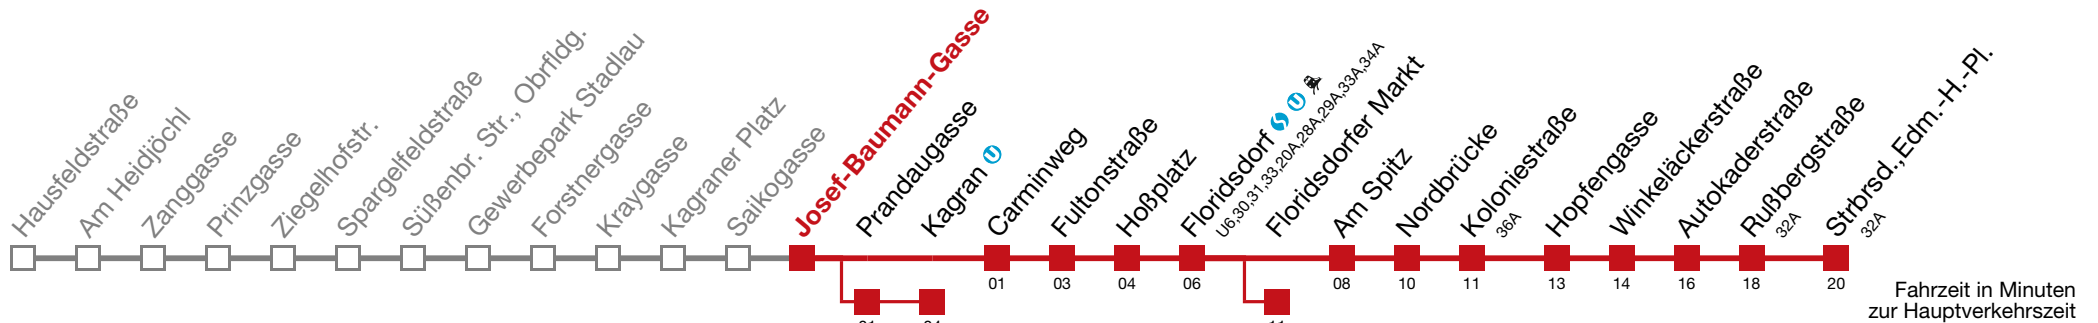 Hausfeldstraße
Am Heidjöchl
Zanggasse
Prinzgasse
Ziegelhofstr.
Spargelfeldstraße
Süßenbr. Str., Obrfldg.
Gewerbepark Stadlau
Forstnergasse
Kraygasse
Kagraner Platz
Saikogasse
Josef-Baumann-Gasse
Prandaugasse
Kagran U
Carminweg
Fultonstraße
Hoßplatz
Floridsdorf S U
U6,30,31,33,20A,28A,29A,33A,34A
Floridsdorfer Markt
Am Spitz
Nordbrücke
Koloniestraße
36A
Hopfengasse
Winkeläckerstraße
Autokaderstraße
Rußbergstraße
32A
Strbrsd.,Edm.-H.-Pl.
32A
01 03 04 06 08 10 11 13 14 16 18 20
Fahrzeit in Minuten
zur Hauptverkehrszeit